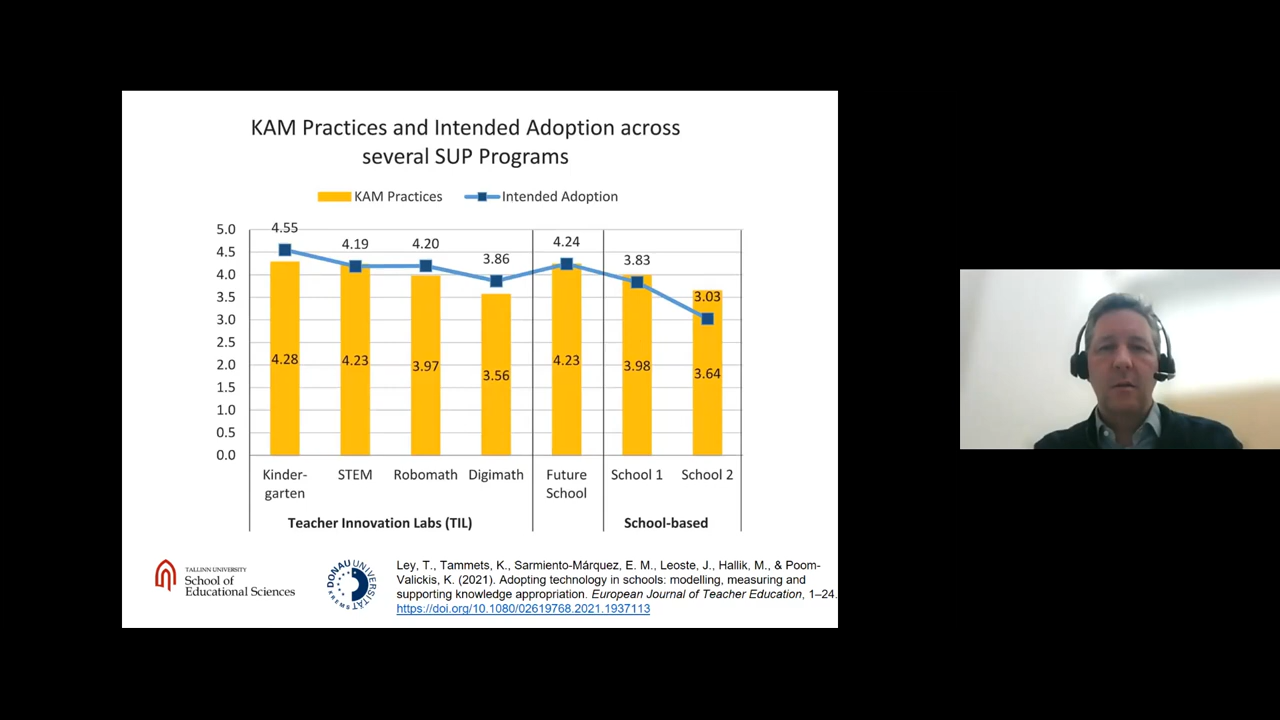 KAM Practices and Intended Adoption across
several SUP Programs
KAM Practices
Intended Adoption
5.0
4.5
4.0
3.5
3.0
2.5
2.0
1.5
1.0
0.5
0.0
4.55
4.19
4.20
3.86
4.24
3.83
3.03
4.28
4.23
3.97
3.56
4.23
3.98
3.64
Kinder-
garten
STEM
Robomath
Digimath
Future
School
School 1
School 2
Teacher Innovation Labs (TIL)
School-based
TALLINN UNIVERSITY
School of
Educational Sciences
DONAU UNIVERSITÄT
KREMS
Ley, T., Tammets, K., Sarmiento-Márquez, E. M., Leoste, J., Hallik, M., & Poom-
Valickis, K. (2021). Adopting technology in schools: modelling, measuring and
supporting knowledge appropriation. European Journal of Teacher Education, 1–24.
https://doi.org/10.1080/02619768.2021.1937113